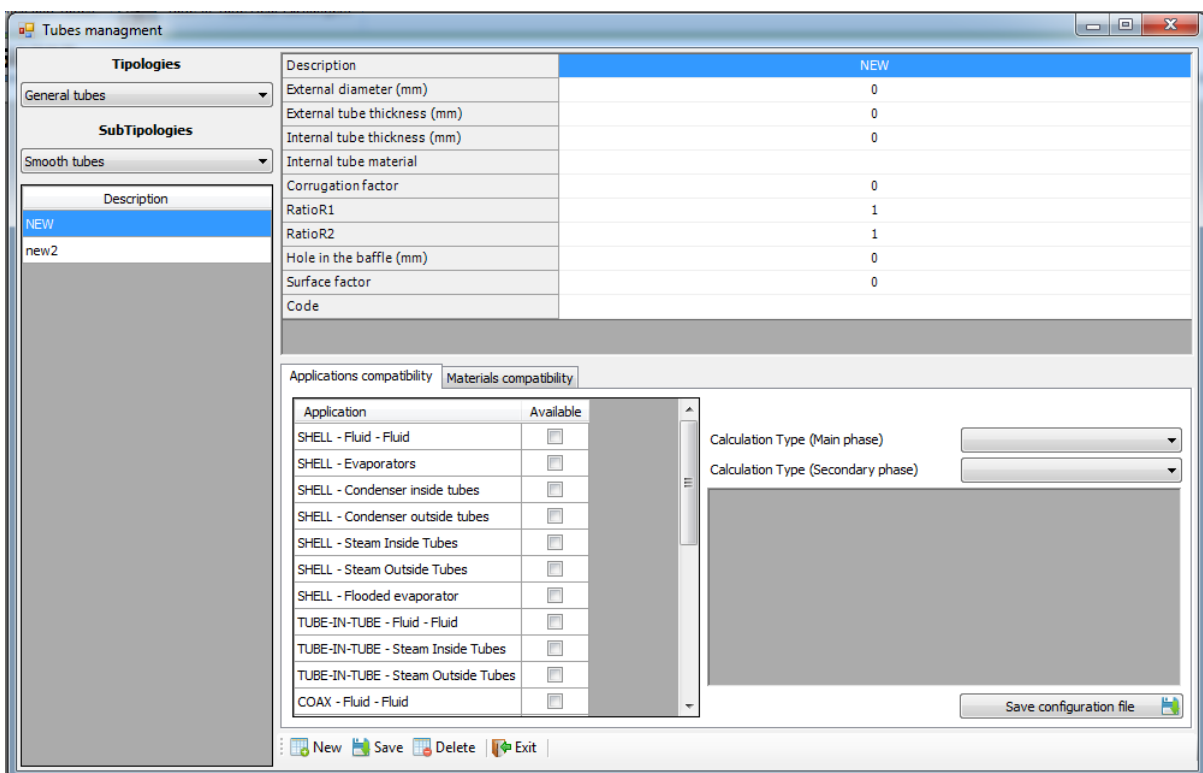 Tubes managment
Tipologies
General tubes
SubTipologies
Smooth tubes
Description
NEW
new2
Description NEW
External diameter (mm) 0
External tube thickness (mm) 0
Internal tube thickness (mm) 0
Internal tube material
Corrugation factor 0
RatioR1 1
RatioR2 1
Hole in the baffle (mm) 0
Surface factor 0
Code
Applications compatibility Materials compatibility
Application Available
SHELL - Fluid - Fluid
SHELL - Evaporators
SHELL - Condenser inside tubes
SHELL - Condenser outside tubes
SHELL - Steam Inside Tubes
SHELL - Steam Outside Tubes
SHELL - Flooded evaporator
TUBE-IN-TUBE - Fluid - Fluid
TUBE-IN-TUBE - Steam Inside Tubes
TUBE-IN-TUBE - Steam Outside Tubes
COAX - Fluid - Fluid
Calculation Type (Main phase)
Calculation Type (Secondary phase)
Save configuration file
New Save Delete Exit